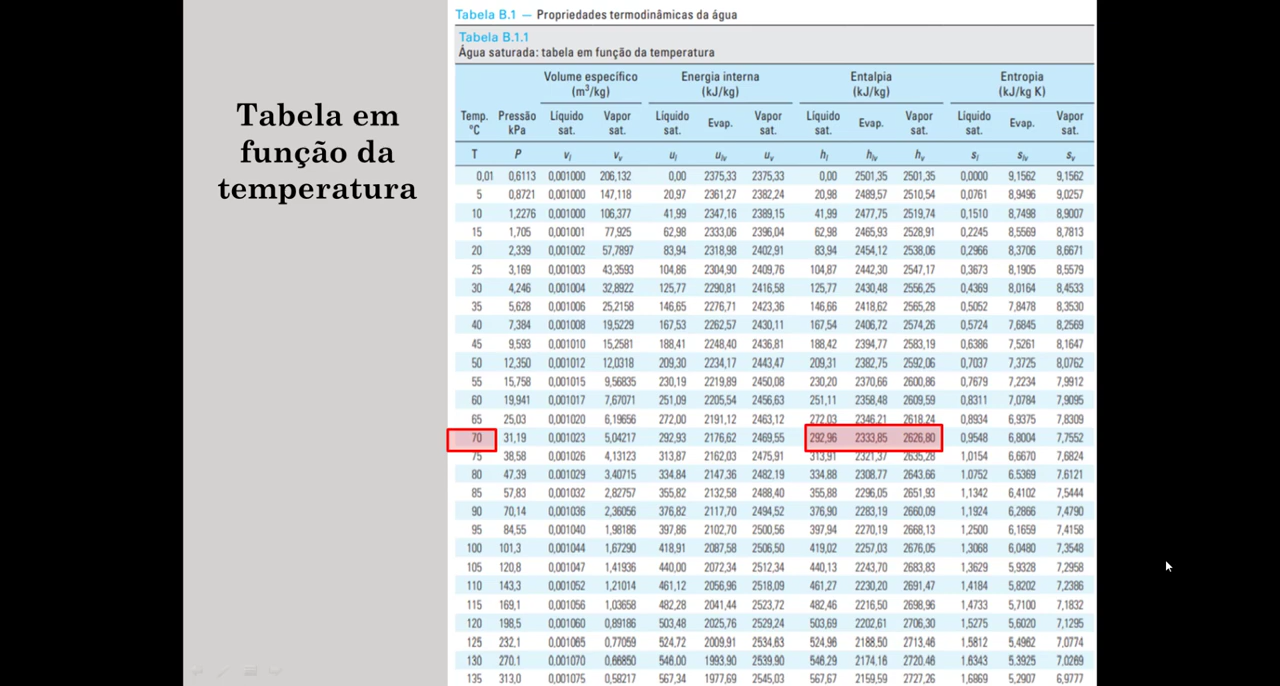 Tabela em
função da
temperatura
Tabela B.1 — Propriedades termodinâmicas da água
Tabela B.1.1
Água saturada: tabela em função da temperatura
Volume específico Energia interna Entalpia Entropia
(m³/kg) (kJ/kg) (kJ/kg) (kJ/kg K)
Temp. Pressão Líquido Vapor Líquido Evap. Vapor Líquido Evap. Vapor Líquido Evap. Vapor
°C kPa sat. sat. sat. sat. sat. sat. sat. sat.
T P vₗ vᵥ uₗ uₗᵥ uᵥ hₗ hₗᵥ hᵥ sₗ sₗᵥ sᵥ
0,01 0,6113 0,001000 206,132 0,00 2375,33 2375,33 0,00 2501,35 2501,35 0,0000 9,1562 9,1562
5 0,8721 0,001000 147,118 20,97 2361,27 2382,24 20,98 2489,57 2510,54 0,0761 8,9496 9,0257
10 1,2276 0,001000 106,377 41,99 2347,16 2389,15 41,99 2477,75 2519,74 0,1510 8,7498 8,9007
15 1,705 0,001001 77,925 62,98 2333,06 2396,04 62,98 2465,93 2528,91 0,2245 8,5569 8,7813
20 2,339 0,001002 57,7897 83,94 2318,98 2402,91 83,94 2454,12 2538,06 0,2966 8,3706 8,6671
25 3,169 0,001003 43,3593 104,86 2304,90 2409,76 104,87 2442,30 2547,17 0,3673 8,1905 8,5579
30 4,246 0,001004 32,8922 125,77 2290,81 2416,58 125,77 2430,48 2556,25 0,4369 8,0164 8,4533
35 5,628 0,001006 25,2158 146,65 2276,71 2423,36 146,66 2418,62 2565,28 0,5052 7,8478 8,3530
40 7,384 0,001008 19,5229 167,53 2262,57 2430,11 167,54 2406,72 2574,26 0,5724 7,6845 8,2569
45 9,593 0,001010 15,2581 188,41 2248,40 2436,81 188,42 2394,77 2583,19 0,6386 7,5261 8,1647
50 12,350 0,001012 12,0318 209,30 2234,17 2443,47 209,31 2382,75 2592,06 0,7037 7,3725 8,0762
55 15,758 0,001015 9,56835 230,19 2219,89 2450,08 230,20 2370,66 2600,86 0,7679 7,2234 7,9912
60 19,941 0,001017 7,67071 251,09 2205,54 2456,63 251,11 2358,48 2609,59 0,8311 7,0784 7,9095
65 25,03 0,001020 6,19656 272,00 2191,12 2463,12 272,03 2346,21 2618,24 0,8934 6,9375 7,8309
70 31,19 0,001023 5,04217 292,93 2176,62 2469,55 292,96 2333,85 2626,80 0,9548 6,8004 7,7552
75 38,58 0,001026 4,13123 313,87 2162,03 2475,91 313,91 2321,37 2635,28 1,0154 6,6670 7,6824
80 47,39 0,001029 3.40715 334,84 2147,36 2482,19 334,88 2308,77 2643,66 1,0752 6,5369 7,6121
85 57,83 0,001032 2,82757 355,82 2132,58 2488,40 355,88 2296,05 2651,93 1,1342 6,4102 7,5444
90 70,14 0,001036 2,36056 376,82 2117,70 2494,52 376,90 2283,19 2660,09 1,1924 6,2866 7,4790
95 84,55 0,001040 1,98186 397,86 2102,70 2500,56 397,94 2270,19 2668,13 1,2500 6,1659 7,4158
100 101,3 0,001044 1,67290 418,91 2087,58 2506,50 419,02 2257,03 2676,05 1,3068 6,0480 7,3548
105 120,8 0,001047 1,41936 440,00 2072,34 2512,34 440,13 2243,70 2683,83 1,3629 5,9328 7,2958
110 143,3 0,001052 1,21014 461,12 2056,96 2518,09 461,27 2230,20 2691,47 1,4184 5,8202 7,2386
115 169,1 0,001056 1,03658 482,28 2041,44 2523,72 482,46 2216,50 2698,96 1,4733 5,7100 7,1832
120 198,5 0,001060 0,89186 503,48 2025,76 2529,24 503,69 2202,61 2706,30 1,5275 5,6020 7,1295
125 232,1 0,001065 0,77059 524,72 2009,91 2534,63 524,96 2188,50 2713,46 1,5812 5,4962 7,0774
130 270,1 0,001070 0,66850 546,00 1993,90 2539,90 546,29 2174,16 2720,46 1,6343 5,3925 7,0269
135 313,0 0,001075 0,58217 567,34 1977,69 2545,03 567,67 2159,59 2727,26 1,6869 5,2907 6,9777